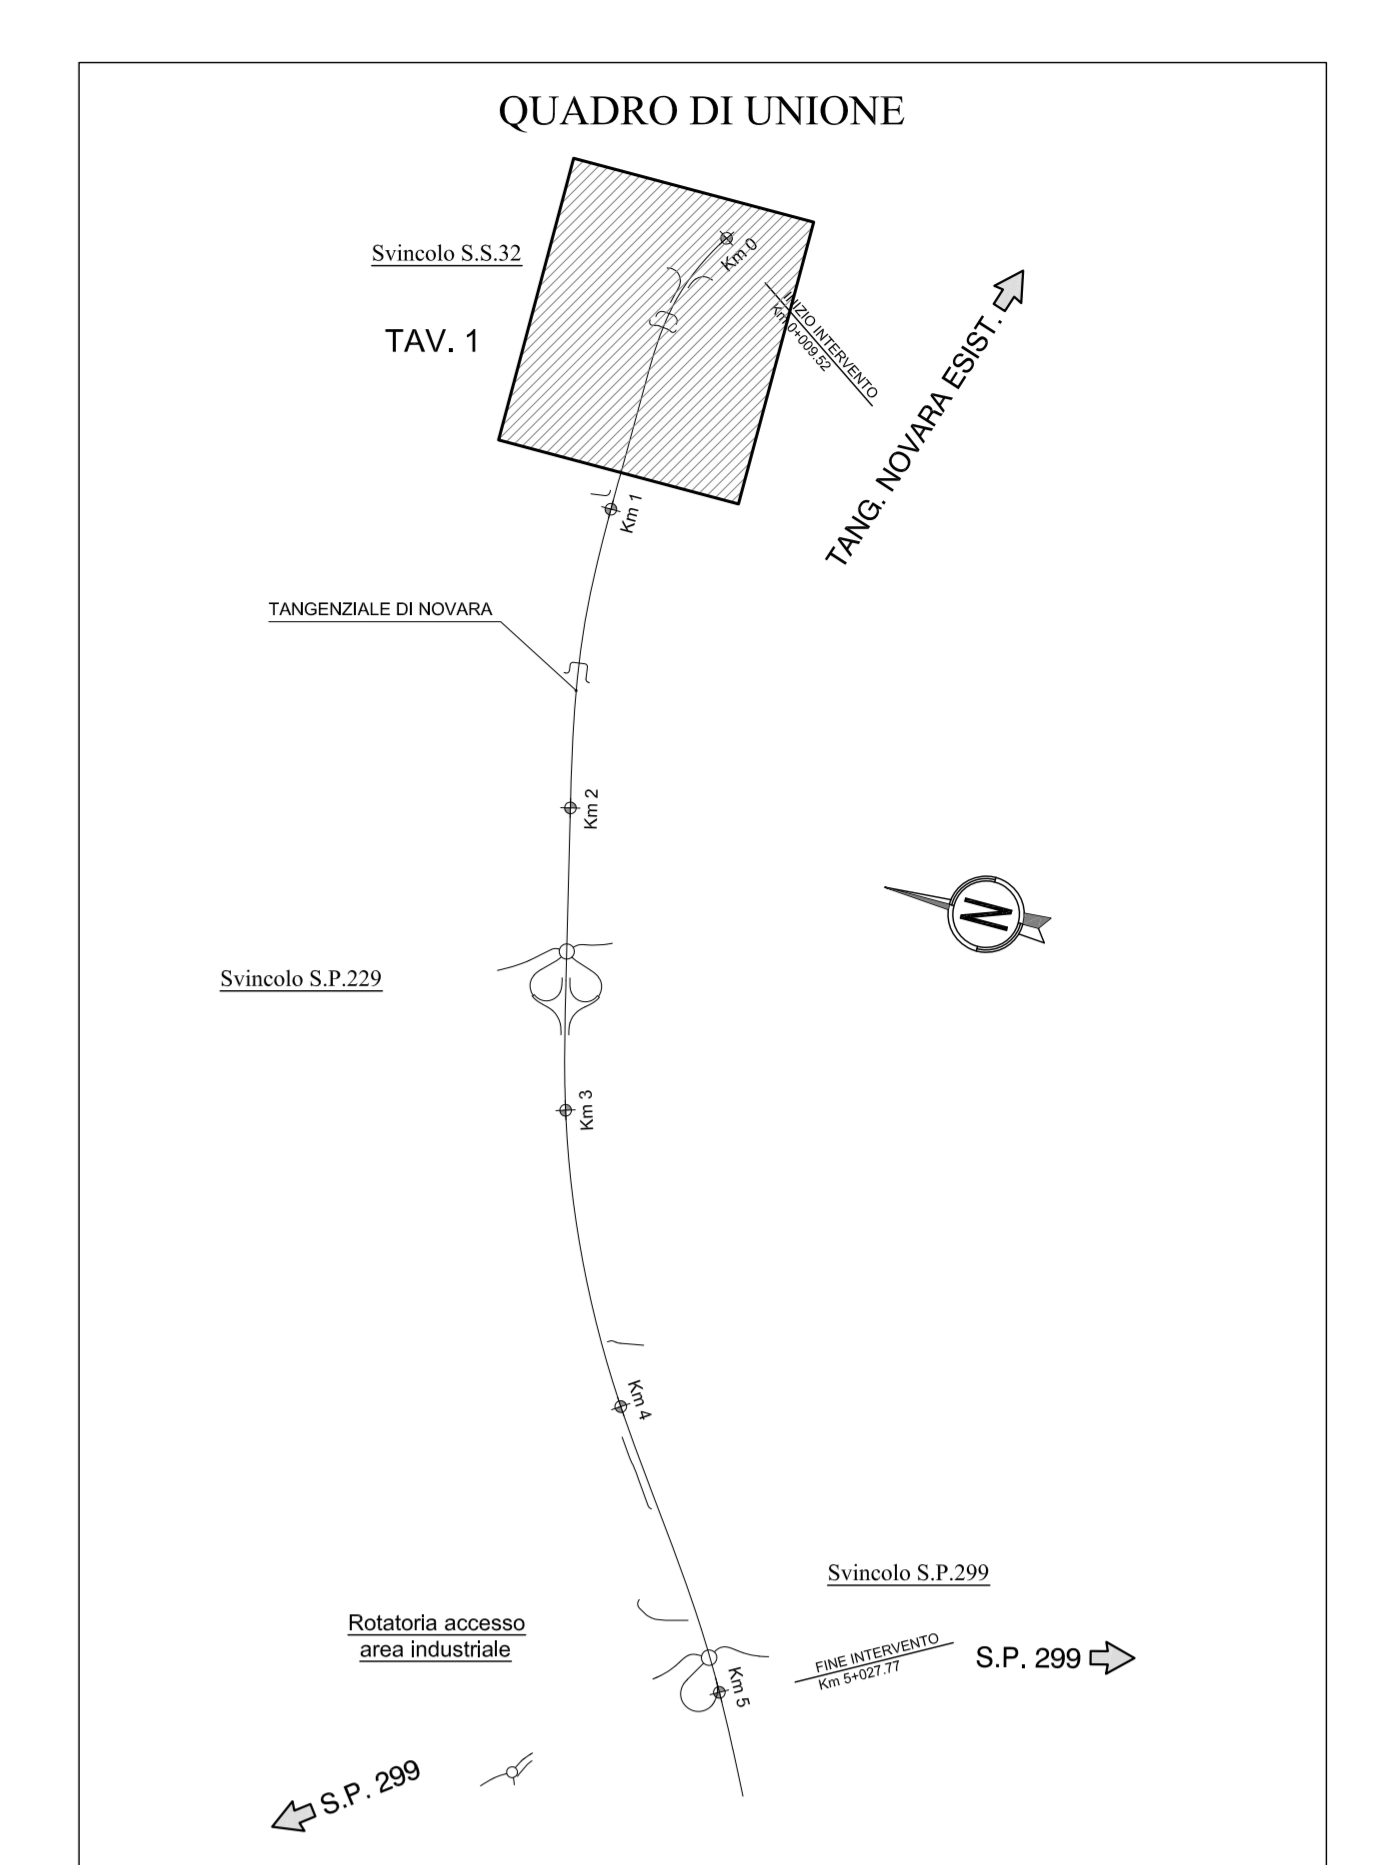 QUADRO DI UNIONE
Svincolo S.S.32
Km 0
TAV. 1
INIZIO INTERVENTO
Km 0+009.52
TANG. NOVARA ESIST.
Km 1
TANGENZIALE DI NOVARA
Km 2
N
Svincolo S.P.229
Km 3
Km 4
Svincolo S.P.299
Rotatoria accesso
area industriale
FINE INTERVENTO
Km 5+027.77
S.P. 299
Km 5
S.P. 299